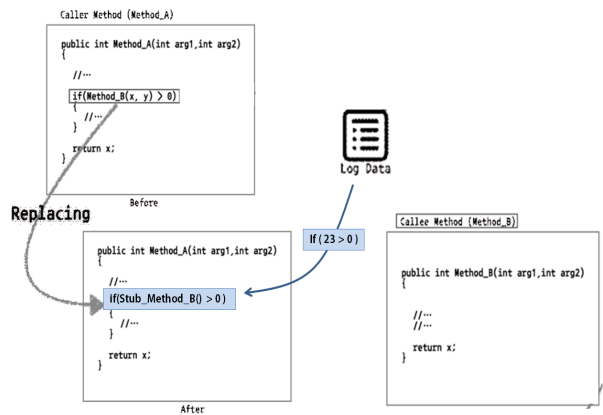 Caller Method (Method_A)
public int Method_A(int arg1,int arg2)
{
//…
if(Method_B(x, y) > 0)
{
//…
}
return x;
}
Before
Replacing
Log Data
If ( 23 > 0 )
public int Method_A(int arg1,int arg2)
{
//…
if(Stub_Method_B() > 0 )
{
//…
}
return x;
}
After
Callee Method (Method_B)
public int Method_B(int arg1,int arg2)
{
//…
//…
return x;
}